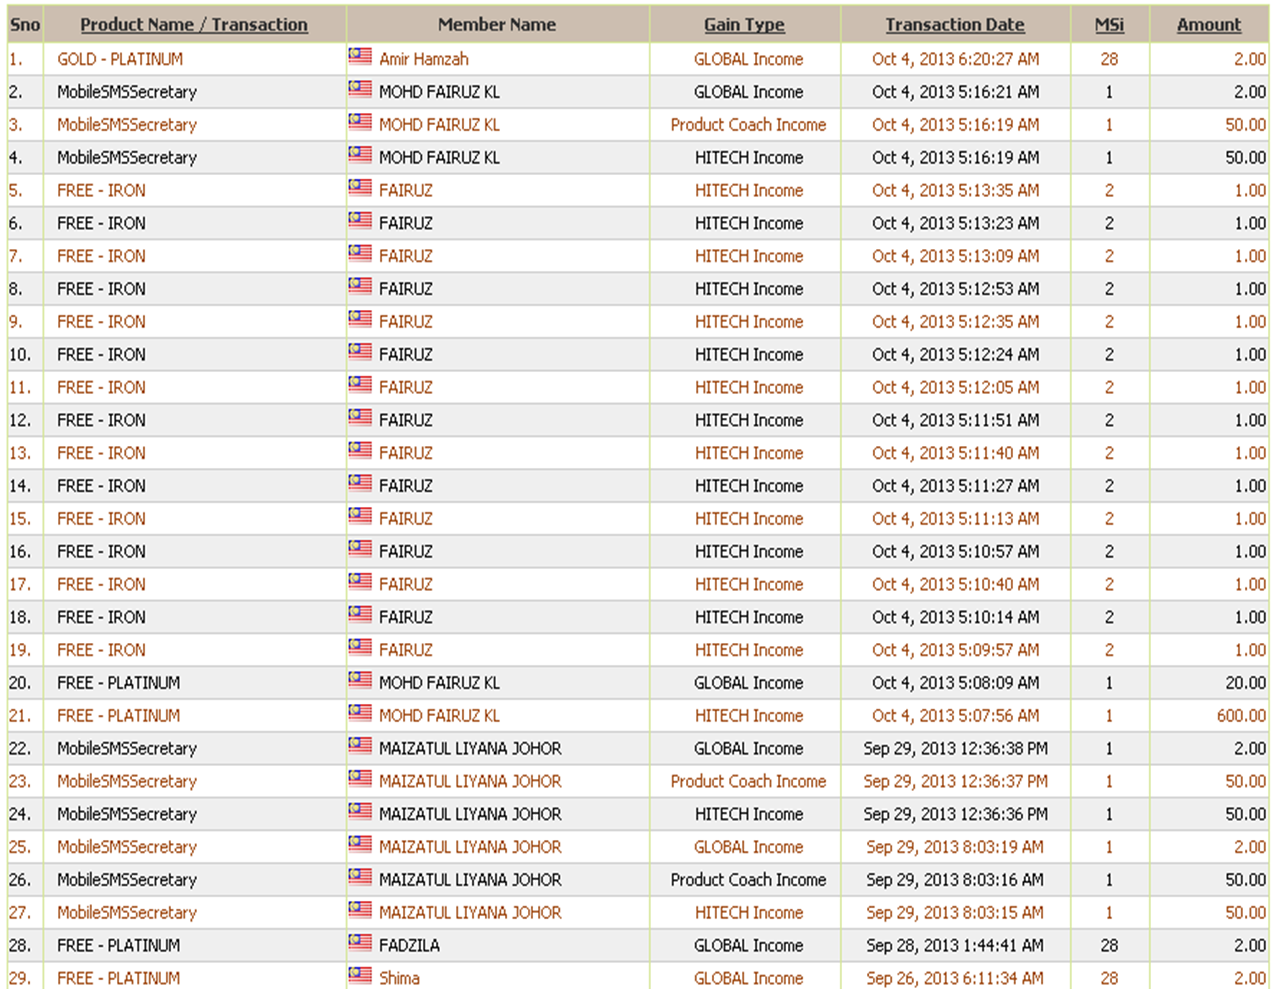 Sno Product Name / Transaction Member Name Gain Type Transaction Date MSi Amount
1. GOLD - PLATINUM Amir Hamzah GLOBAL Income Oct 4, 2013 6:20:27 AM 28 2.00
2. MobileSMSSecretary MOHD FAIRUZ KL GLOBAL Income Oct 4, 2013 5:16:21 AM 1 2.00
3. MobileSMSSecretary MOHD FAIRUZ KL Product Coach Income Oct 4, 2013 5:16:19 AM 1 50.00
4. MobileSMSSecretary MOHD FAIRUZ KL HITECH Income Oct 4, 2013 5:16:19 AM 1 50.00
5. FREE - IRON FAIRUZ HITECH Income Oct 4, 2013 5:13:35 AM 2 1.00
6. FREE - IRON FAIRUZ HITECH Income Oct 4, 2013 5:13:23 AM 2 1.00
7. FREE - IRON FAIRUZ HITECH Income Oct 4, 2013 5:13:09 AM 2 1.00
8. FREE - IRON FAIRUZ HITECH Income Oct 4, 2013 5:12:53 AM 2 1.00
9. FREE - IRON FAIRUZ HITECH Income Oct 4, 2013 5:12:35 AM 2 1.00
10. FREE - IRON FAIRUZ HITECH Income Oct 4, 2013 5:12:24 AM 2 1.00
11. FREE - IRON FAIRUZ HITECH Income Oct 4, 2013 5:12:05 AM 2 1.00
12. FREE - IRON FAIRUZ HITECH Income Oct 4, 2013 5:11:51 AM 2 1.00
13. FREE - IRON FAIRUZ HITECH Income Oct 4, 2013 5:11:40 AM 2 1.00
14. FREE - IRON FAIRUZ HITECH Income Oct 4, 2013 5:11:27 AM 2 1.00
15. FREE - IRON FAIRUZ HITECH Income Oct 4, 2013 5:11:13 AM 2 1.00
16. FREE - IRON FAIRUZ HITECH Income Oct 4, 2013 5:10:57 AM 2 1.00
17. FREE - IRON FAIRUZ HITECH Income Oct 4, 2013 5:10:40 AM 2 1.00
18. FREE - IRON FAIRUZ HITECH Income Oct 4, 2013 5:10:14 AM 2 1.00
19. FREE - IRON FAIRUZ HITECH Income Oct 4, 2013 5:09:57 AM 2 1.00
20. FREE - PLATINUM MOHD FAIRUZ KL GLOBAL Income Oct 4, 2013 5:08:09 AM 1 20.00
21. FREE - PLATINUM MOHD FAIRUZ KL HITECH Income Oct 4, 2013 5:07:56 AM 1 600.00
22. MobileSMSSecretary MAIZATUL LIYANA JOHOR GLOBAL Income Sep 29, 2013 12:36:38 PM 1 2.00
23. MobileSMSSecretary MAIZATUL LIYANA JOHOR Product Coach Income Sep 29, 2013 12:36:37 PM 1 50.00
24. MobileSMSSecretary MAIZATUL LIYANA JOHOR HITECH Income Sep 29, 2013 12:36:36 PM 1 50.00
25. MobileSMSSecretary MAIZATUL LIYANA JOHOR GLOBAL Income Sep 29, 2013 8:03:19 AM 1 2.00
26. MobileSMSSecretary MAIZATUL LIYANA JOHOR Product Coach Income Sep 29, 2013 8:03:16 AM 1 50.00
27. MobileSMSSecretary MAIZATUL LIYANA JOHOR HITECH Income Sep 29, 2013 8:03:15 AM 1 50.00
28. FREE - PLATINUM FADZILA GLOBAL Income Sep 28, 2013 1:44:41 AM 28 2.00
29. FREE - PLATINUM Shima GLOBAL Income Sep 26, 2013 6:11:34 AM 28 2.00